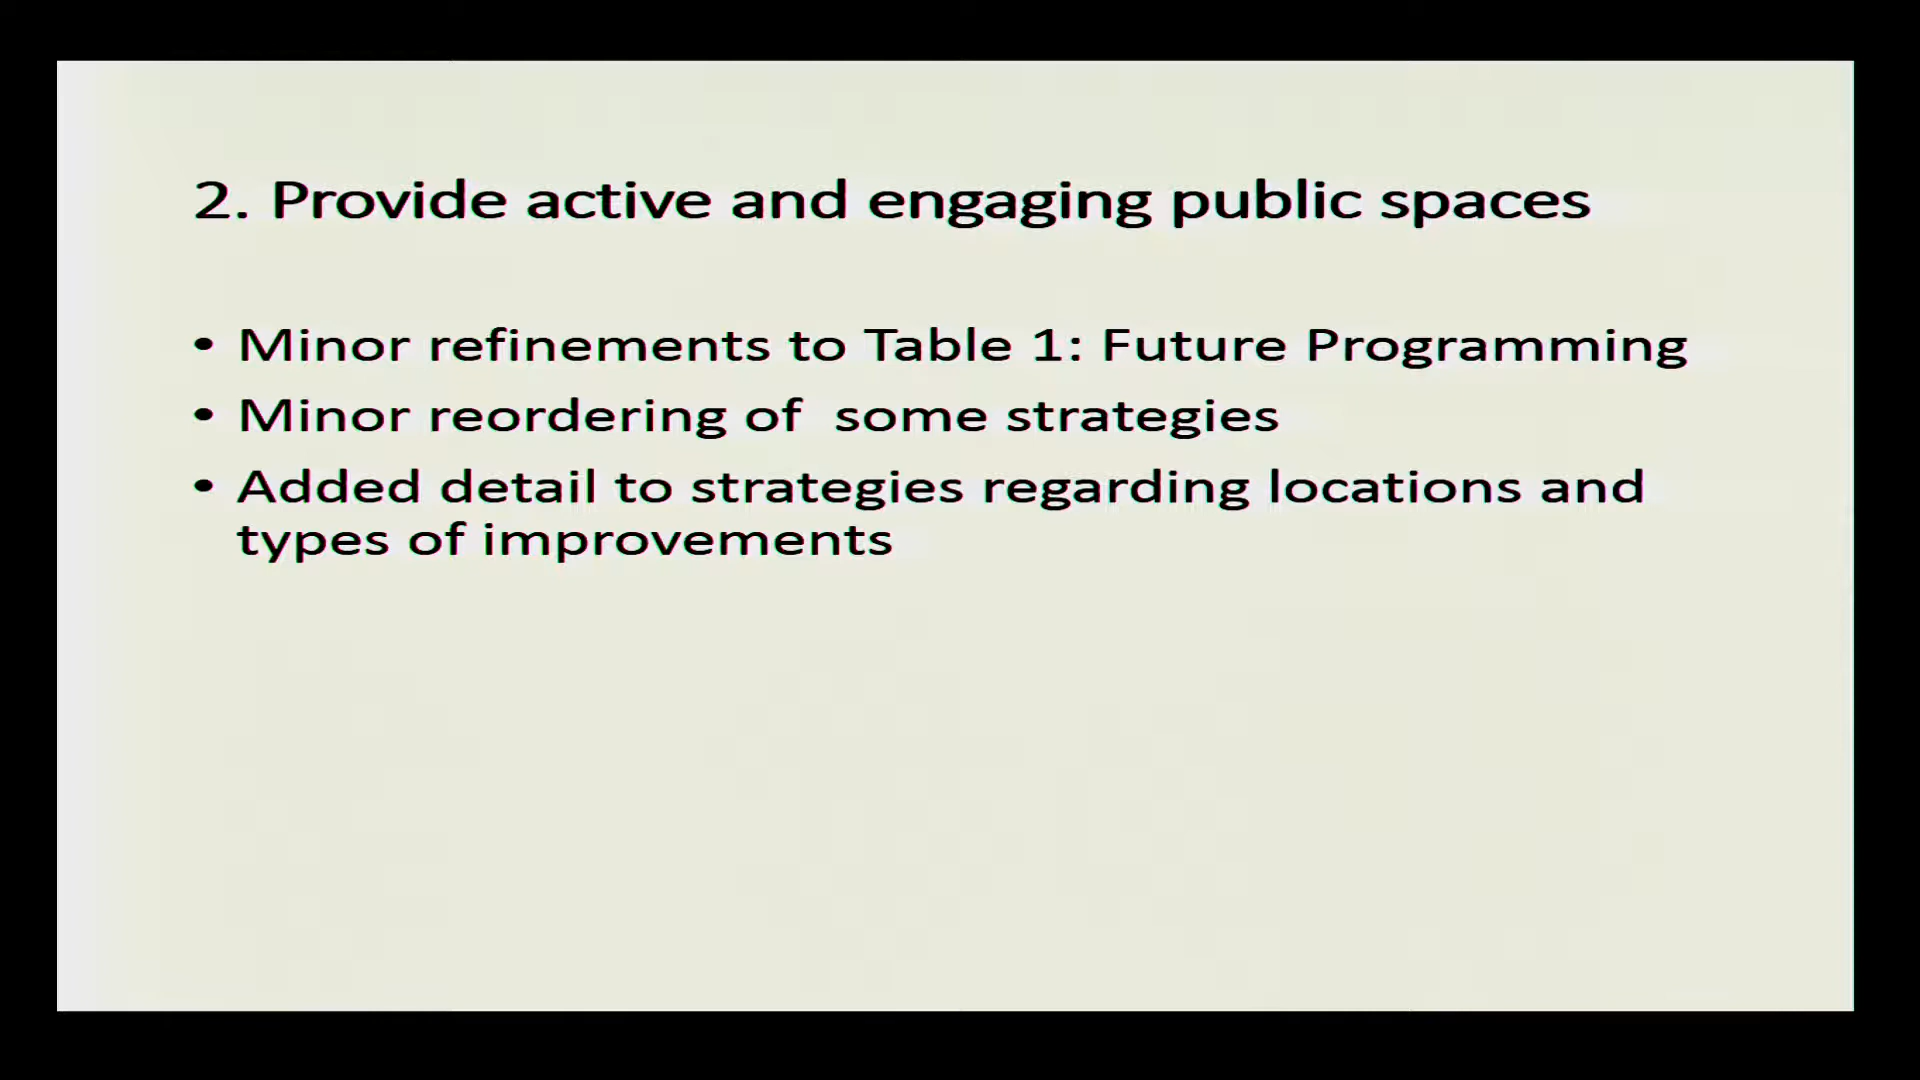 2. Provide active and engaging public spaces
• Minor refinements to Table 1: Future Programming
• Minor reordering of  some strategies
• Added detail to strategies regarding locations and
types of improvements